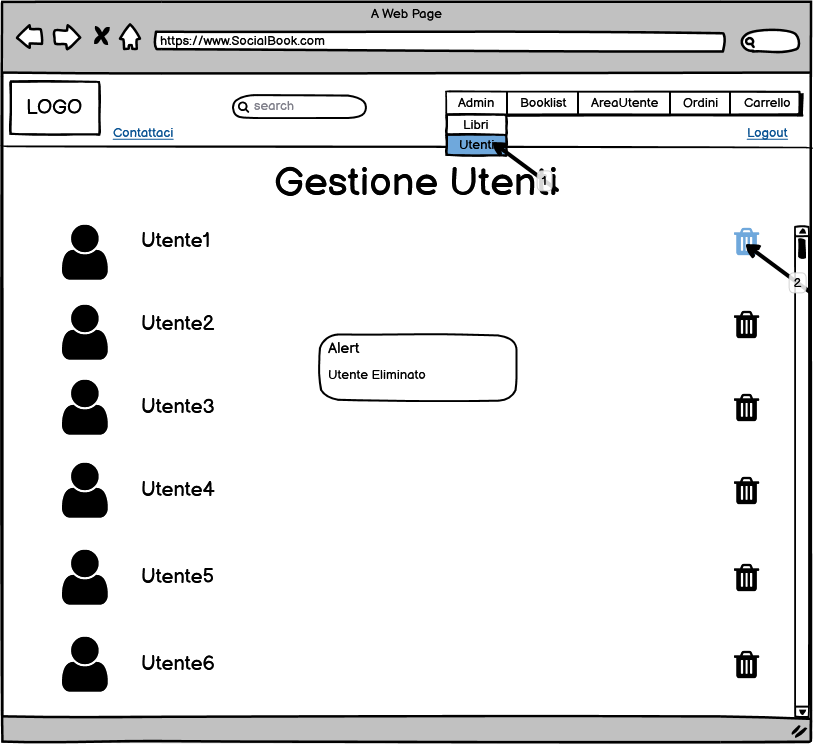 A Web Page
https://www.SocialBook.com
LOGO
search
Admin Booklist AreaUtente Ordini Carrello
Libri
Contattaci
Logout
Utenti
1
Gestione Utenti
Utente1
2
Utente2
Alert
Utente Eliminato
Utente3
Utente4
Utente5
Utente6